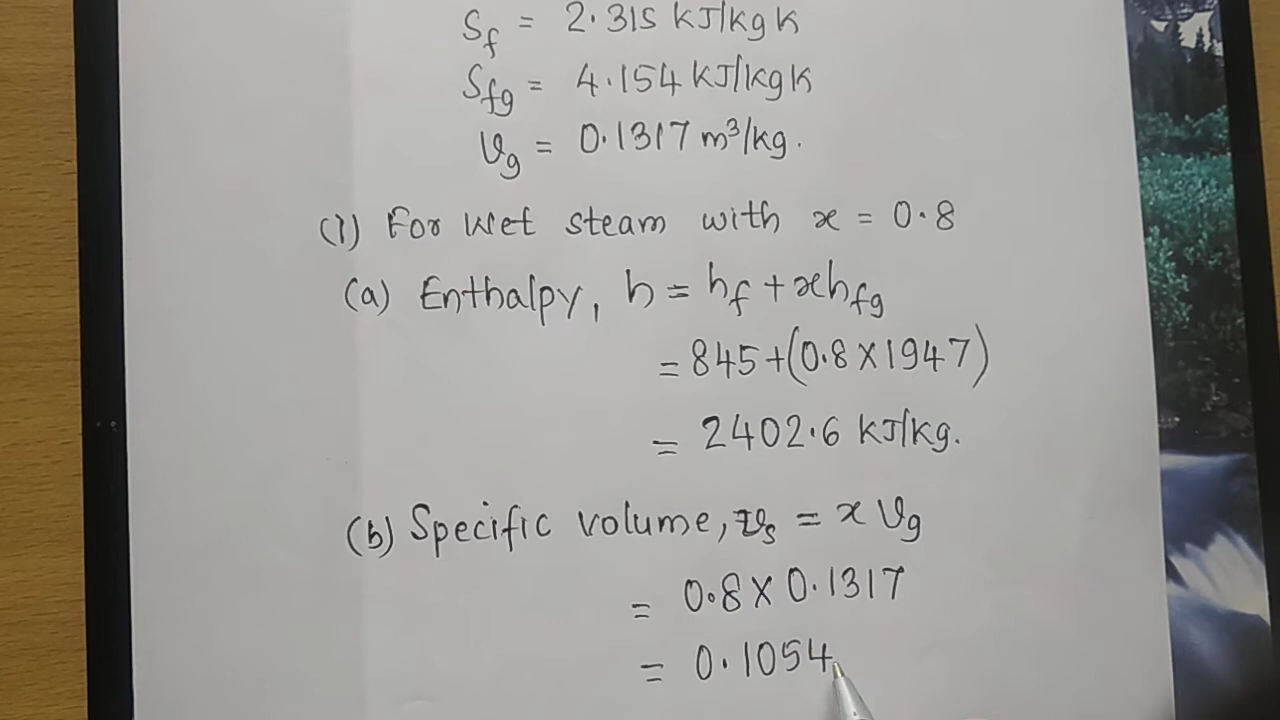 Sf = 2.315 kJ/kgK
Sfg = 4.154 kJ/kgK
vg = 0.1317 m³/kg.
(1) For wet steam with x = 0.8
(a) Enthalpy, h = hf + xhfg
= 845+(0.8×1947)
= 2402.6 kJ/kg.
(b) Specific volume, vs = x vg
= 0.8 × 0.1317
= 0.1054